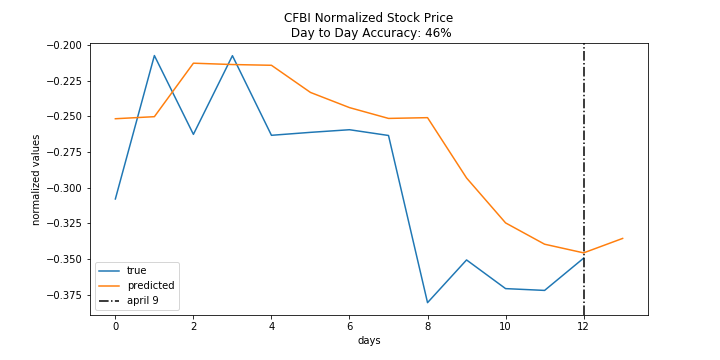 CFBI Normalized Stock Price
Day to Day Accuracy: 46%
−0.200
−0.225
−0.250
−0.275
−0.300
−0.325
−0.350
−0.375
normalized values
true
predicted
april 9
0 2 4 6 8 10 12
days